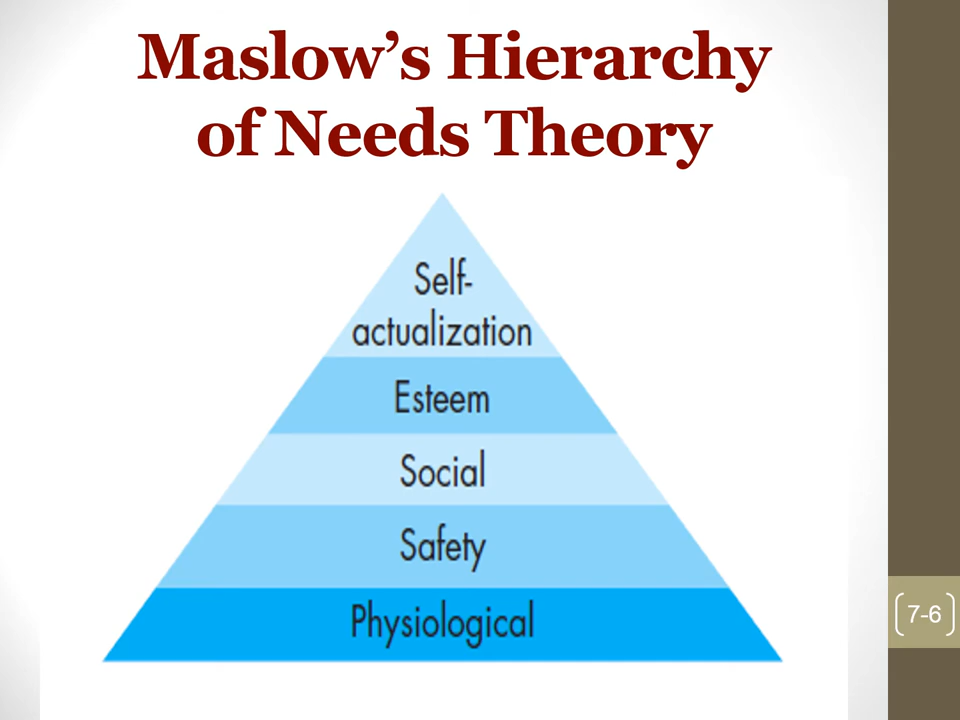 Maslow’s Hierarchy
of Needs Theory
Self-
actualization
Esteem
Social
Safety
Physiological
7-6